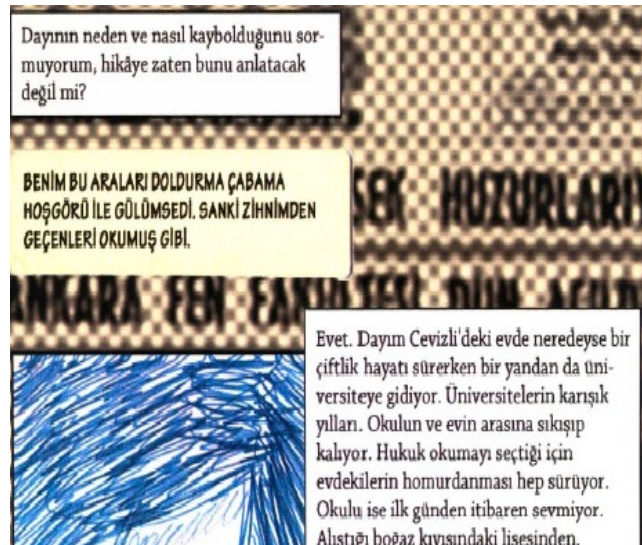 Dayının neden ve nasıl kaybolduğunu sor-
muyorum, hikâye zaten bunu anlatacak
değil mi?
BENİM BU ARALARI DOLDURMA ÇABAMA
HOŞGÖRÜ İLE GÜLÜMSEDİ. SANKİ ZİHNİMDEN
GEÇENLERİ OKUMUŞ GİBİ.
SEK HUZURLARIN
ANKARA FEN FAKÜLTESİ DÜN AÇILD
Evet. Dayım Cevizli'deki evde neredeyse bir
çiftlik hayatı sürerken bir yandan da üni-
versiteye gidiyor. Üniversitelerin karışık
yılları. Okulun ve evin arasına sıkışıp
kalıyor. Hukuk okumayı seçtiği için
evdekilerin homurdanması hep sürüyor.
Okulu ise ilk günden itibaren sevmiyor.
Alıştığı boğaz kıyısındaki lisesinden,